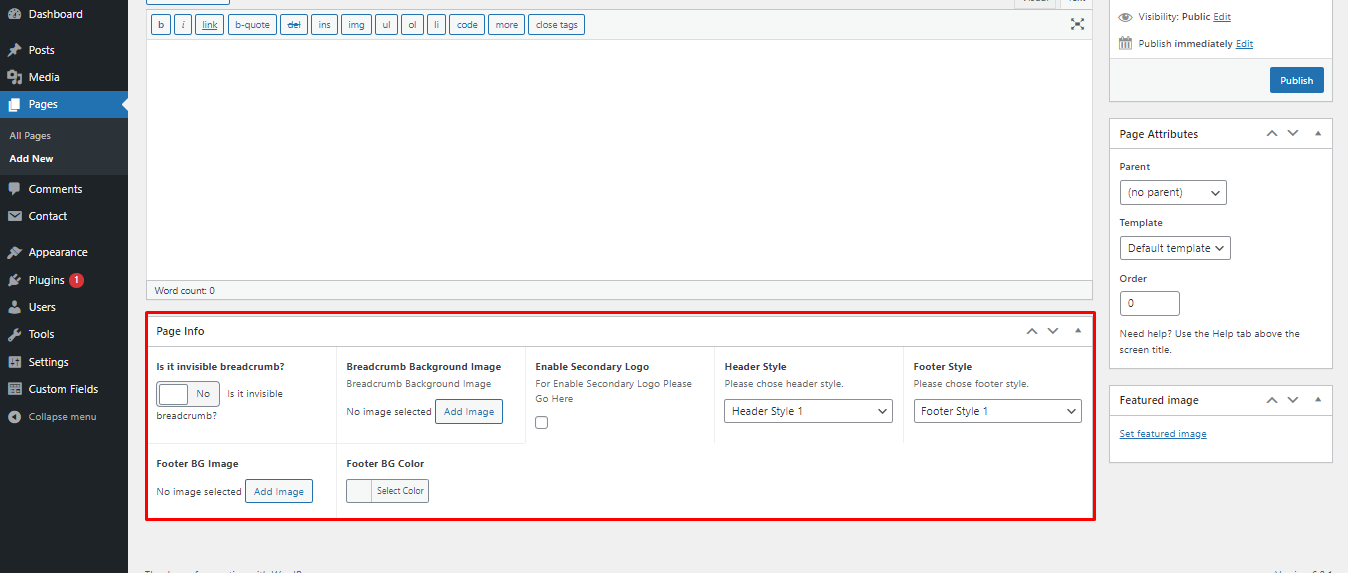 Dashboard
Posts
Media
Pages
All Pages
Add New
Comments
Contact
Appearance
Plugins 1
Users
Tools
Settings
Custom Fields
Collapse menu
b i link b-quote del ins img ul ol li code more close tags
Word count: 0
Page Info
Is it invisible breadcrumb?
No Is it invisible
breadcrumb?
Breadcrumb Background Image
Breadcrumb Background Image
No image selected Add Image
Enable Secondary Logo
For Enable Secondary Logo Please
Go Here
Header Style
Please chose header style.
Header Style 1
Footer Style
Please chose footer style.
Footer Style 1
Footer BG Image
No image selected Add Image
Footer BG Color
Select Color
Visibility: Public Edit
Publish immediately Edit
Publish
Page Attributes
Parent
(no parent)
Template
Default template
Order
0
Need help? Use the Help tab above the
screen title.
Featured image
Set featured image